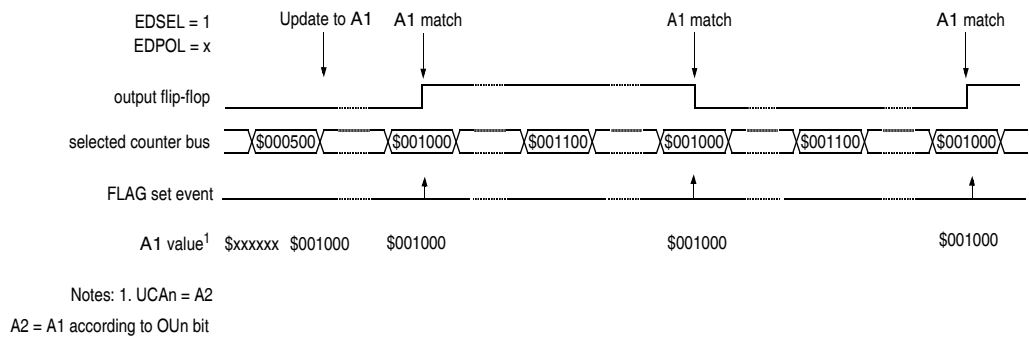 EDSEL = 1
EDPOL = x
Update to A1
A1 match
A1 match
A1 match
output flip-flop
selected counter bus
$000500
$001000
$001100
$001000
$001100
$001000
FLAG set event
A1 value1
$xxxxxx
$001000
$001000
$001000
$001000
Notes: 1. UCAn = A2
A2 = A1 according to OUn bit